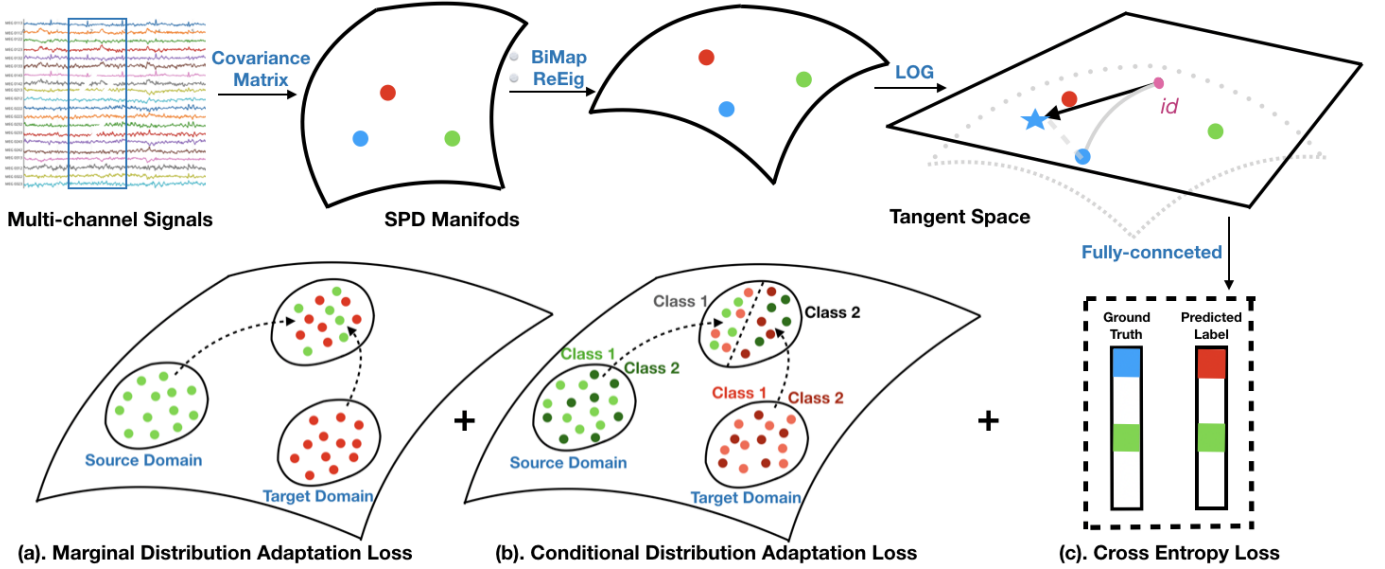 Covariance
Matrix
BiMap
ReEig
LOG
id
Multi-channel Signals
SPD Manifods
Tangent Space
Fully-connceted
Class 1
Class 2
Class 1
Class 2
Class 1
Class 2
Source Domain
Target Domain
Source Domain
Target Domain
+
+
Ground
Truth
Predicted
Label
(a). Marginal Distribution Adaptation Loss
(b). Conditional Distribution Adaptation Loss
(c). Cross Entropy Loss